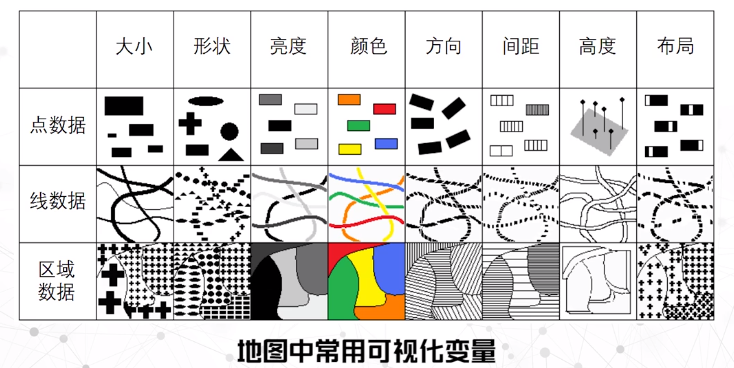 大小 形状 亮度 颜色 方向 间距 高度 布局
点数据
线数据
区域
数据
地图中常用可视化变量